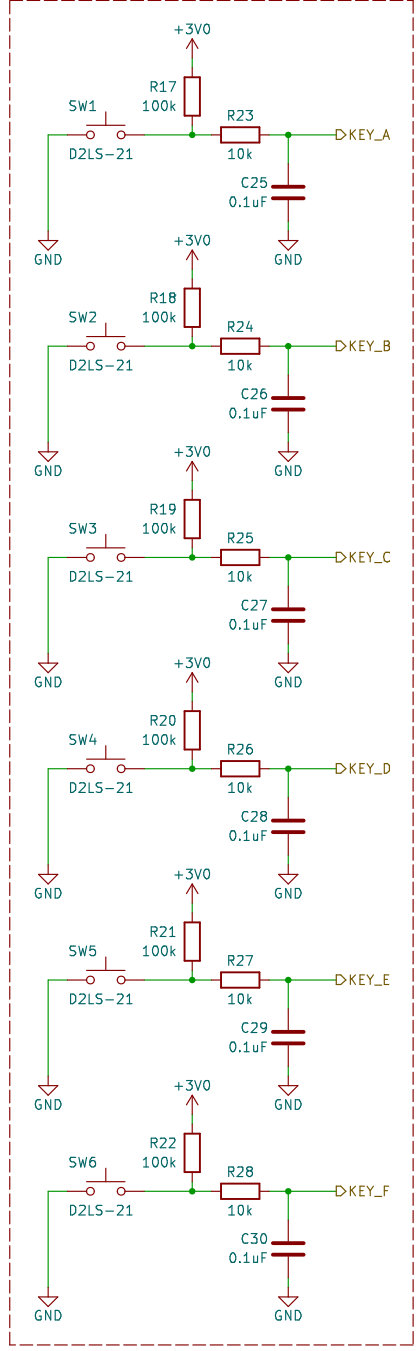 +3V0
R17
100k
SW1
R23
D2LS-21
10k
KEY_A
C25
0.1uF
GND
GND
+3V0
R18
100k
SW2
R24
D2LS-21
10k
KEY_B
C26
0.1uF
GND
GND
+3V0
R19
100k
SW3
R25
D2LS-21
10k
KEY_C
C27
0.1uF
GND
GND
+3V0
R20
100k
SW4
R26
D2LS-21
10k
KEY_D
C28
0.1uF
GND
GND
+3V0
R21
100k
SW5
R27
D2LS-21
10k
KEY_E
C29
0.1uF
GND
GND
+3V0
R22
100k
SW6
R28
D2LS-21
10k
KEY_F
C30
0.1uF
GND
GND